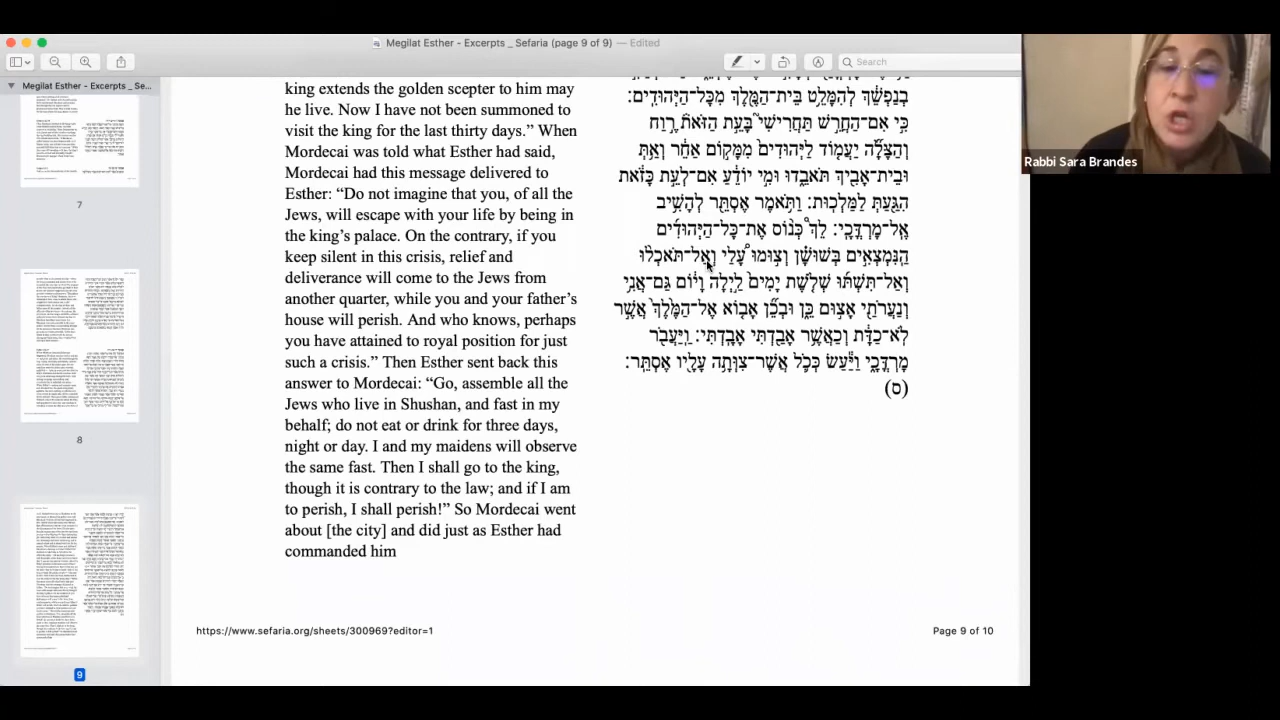 Megilat Esther - Excerpts _ Sefaria (page 9 of 9) — Edited
Search
Megilat Esther - Excerpts _ Se...
7
8
9
king extends the golden scepter to him may
he live. Now I have not been summoned to
visit the king for the last thirty days.” When
Mordecai was told what Esther had said,
Mordecai had this message delivered to
Esther: “Do not imagine that you, of all the
Jews, will escape with your life by being in
the king’s palace. On the contrary, if you
keep silent in this crisis, relief and
deliverance will come to the Jews from
another quarter, while you and your father’s
house will perish. And who knows, perhaps
you have attained to royal position for just
such a crisis.” Then Esther sent back this
answer to Mordecai: “Go, assemble all the
Jews who live in Shushan, and fast in my
behalf; do not eat or drink for three days,
night or day. I and my maidens will observe
the same fast. Then I shall go to the king,
though it is contrary to the law; and if I am
to perish, I shall perish!” So Mordecai went
about [the city] and did just as Esther had
commanded him.
בְנַפְשֵׁ֔ךְ לְהִמָּלֵ֥ט בֵּית־הַמֶּ֖לֶךְ מִכׇּל־הַיְּהוּדִֽים׃
כִּ֣י אִם־הַחֲרֵ֣שׁ תַּחֲרִישִׁי֮ בָּעֵ֣ת הַזֹּאת֒ רֶ֣וַח
וְהַצָּלָ֞ה יַעֲמ֤וֹד לַיְּהוּדִים֙ מִמָּק֣וֹם אַחֵ֔ר וְאַ֥תְּ
וּבֵית־אָבִ֖יךְ תֹּאבֵ֑דוּ וּמִ֣י יוֹדֵ֔עַ אִם־לְעֵ֣ת כָּזֹ֔את
הִגַּ֖עַתְּ לַמַּלְכֽוּת׃ וַתֹּ֥אמֶר אֶסְתֵּ֖ר לְהָשִׁ֥יב
אֶֽל־מׇרְדֳּכָֽי׃ לֵךְ֩ כְּנ֨וֹס אֶת־כׇּל־הַיְּהוּדִ֜ים
הַֽנִּמְצְאִ֣ים בְּשׁוּשָׁ֗ן וְצ֣וּמוּ עָ֠לַ֠י וְאַל־תֹּאכְל֨וּ
וְאַל־תִּשְׁתּ֜וּ שְׁלֹ֤שֶׁת יָמִים֙ לַ֣יְלָה וָי֔וֹם גַּם־אֲנִ֥י
וְנַעֲרֹתַ֖י אָצ֣וּם כֵּ֑ן וּבְכֵ֞ן אָב֤וֹא אֶל־הַמֶּ֙לֶךְ֙ אֲשֶׁ֣ר
לֹֽא־כַדָּ֔ת וְכַאֲשֶׁ֥ר אָבַ֖דְתִּי אָבָֽדְתִּי׃ וַֽיַּעֲבֹ֖ר
מׇרְדֳּכָ֑י וַיַּ֕עַשׂ כְּכֹ֛ל אֲשֶׁר־צִוְּתָ֥ה עָלָ֖יו אֶסְתֵּֽר׃
(ס)
https://www.sefaria.org/sheets/300969?editor=1
Page 9 of 10
Rabbi Sara Brandes